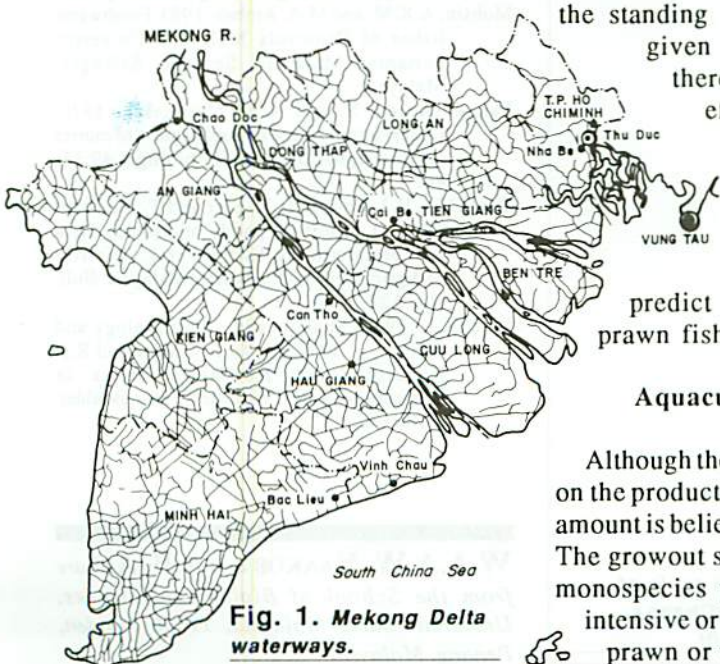 MEKONG R.
Chao Doc
LONG AN
T.P. HO
CHIMINH
Thu Duc
DONG THAP
Nha Be
AN GIANG
Cai Be
TIEN GIANG
VUNG TAU
BEN TRE
Can Tho
KIEN GIANG
CUU LONG
HAU GIANG
Vinh Chau
Bac Lieu
MINH HAI
South China Sea
Fig. 1. Mekong Delta
waterways.
the standing
given
there
predict
prawn fish
Aquacu
Although the
on the product
amount is believ
The growout s
monospecies
intensive or
prawn or